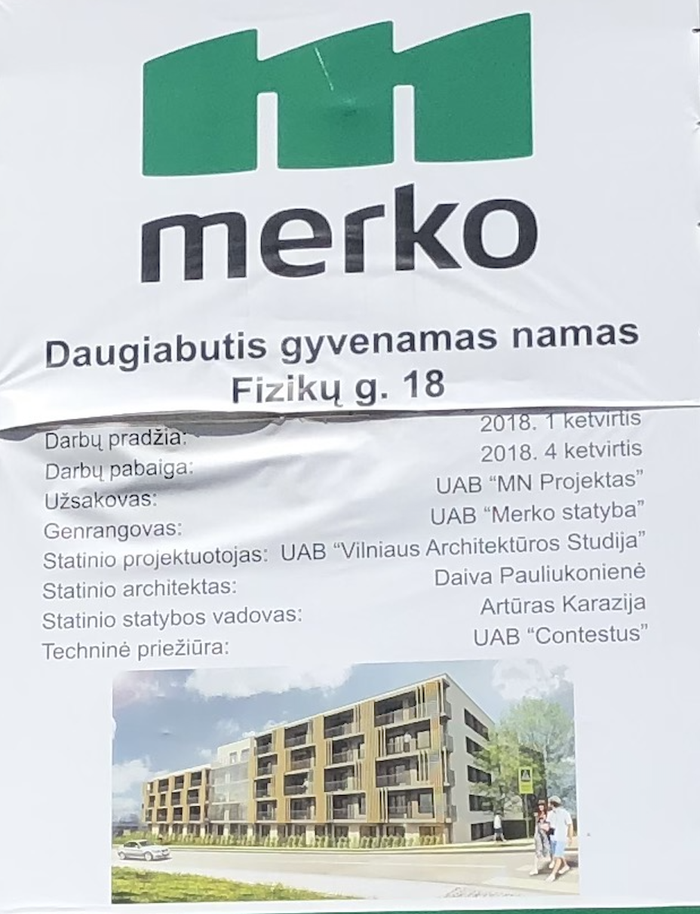 merko
Daugiabutis gyvenamas namas
Fizikų g. 18
Darbų pradžia: 2018. 1 ketvirtis
Darbų pabaiga: 2018. 4 ketvirtis
Užsakovas: UAB “MN Projektas”
Genrangovas: UAB “Merko statyba”
Statinio projektuotojas: UAB “Vilniaus Architektūros Studija”
Statinio architektas: Daiva Pauliukonienė
Statinio statybos vadovas: Artūras Karazija
Techninė priežiūra: UAB “Contestus”